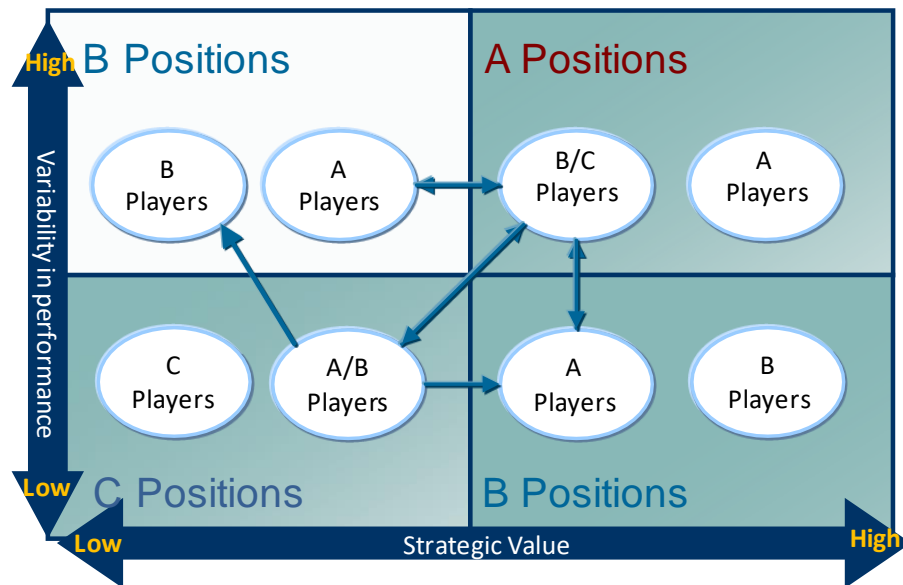 High
B Positions
A Positions
Variability in performance
B
Players
A
Players
B/C
Players
A
Players
C
Players
A/B
Players
A
Players
B
Players
Low
C Positions
B Positions
Low
Strategic Value
High